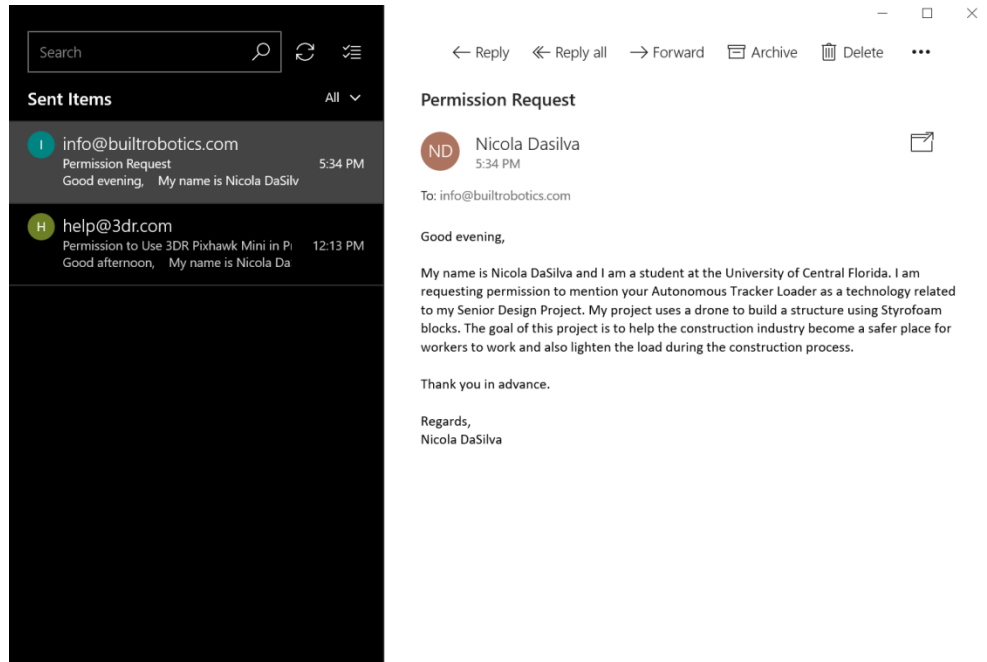 Search
Sent Items
All
I
info@builtrobotics.com
Permission Request
5:34 PM
Good evening, My name is Nicola DaSilv
H
help@3dr.com
Permission to Use 3DR Pixhawk Mini in
12:13 PM
Good afternoon, My name is Nicola Da
Reply
Reply all
Forward
Archive
Delete
Permission Request
ND
Nicola Dasilva
5:34 PM
To: info@builtrobotics.com
Good evening,
My name is Nicola DaSilva and I am a student at the University of Central Florida. I am
requesting permission to mention your Autonomous Tracker Loader as a technology related
to my Senior Design Project. My project uses a drone to build a structure using Styrofoam
blocks. The goal of this project is to help the construction industry become a safer place for
workers to work and also lighten the load during the construction process.
Thank you in advance.
Regards,
Nicola DaSilva